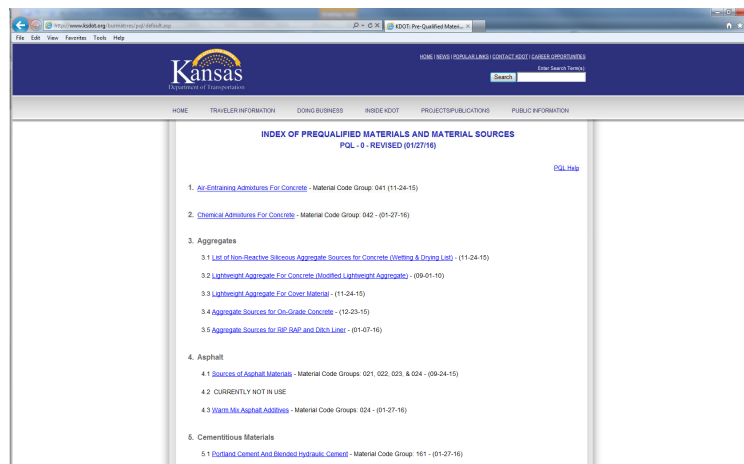 http://www.ksdot.org/burmatrres/pql/default.asp
KDOT: Pre-Qualified Materi...
File Edit View Favorites Tools Help
HOME | NEWS | POPULAR LINKS | CONTACT KDOT | CAREER OPPORTUNITIES
Enter Search Term(s):
Search
Kansas
Department of Transportation
HOME TRAVELER INFORMATION DOING BUSINESS INSIDE KDOT PROJECTS/PUBLICATIONS PUBLIC INFORMATION
INDEX OF PREQUALIFIED MATERIALS AND MATERIAL SOURCES
PQL - 0 - REVISED (01/27/16)
PQL Help
1. Air-Entraining Admixtures For Concrete - Material Code Group: 041 (11-24-15)
2. Chemical Admixtures For Concrete - Material Code Group: 042 - (01-27-16)
3. Aggregates
3.1 List of Non-Reactive Siliceous Aggregate Sources for Concrete (Wetting & Drying List) - (11-24-15)
3.2 Lightweight Aggregate For Concrete (Modified Lightweight Aggregate) - (09-01-10)
3.3 Lightweight Aggregate For Cover Material - (11-24-15)
3.4 Aggregate Sources for On-Grade Concrete - (12-23-15)
3.5 Aggregate Sources for RIP RAP and Ditch Liner - (01-07-16)
4. Asphalt
4.1 Sources of Asphalt Materials - Material Code Groups: 021, 022, 023, & 024 - (09-24-15)
4.2 CURRENTLY NOT IN USE
4.3 Warm Mix Asphalt Additives - Material Code Groups: 024 - (01-27-16)
5. Cementitious Materials
5.1 Portland Cement And Blended Hydraulic Cement - Material Code Group: 161 - (01-27-16)